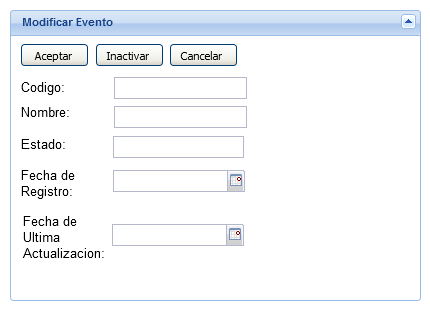 Modificar Evento
Aceptar Inactivar Cancelar
Codigo:
Nombre:
Estado:
Fecha de
Registro:
Fecha de
Ultima
Actualizacion: